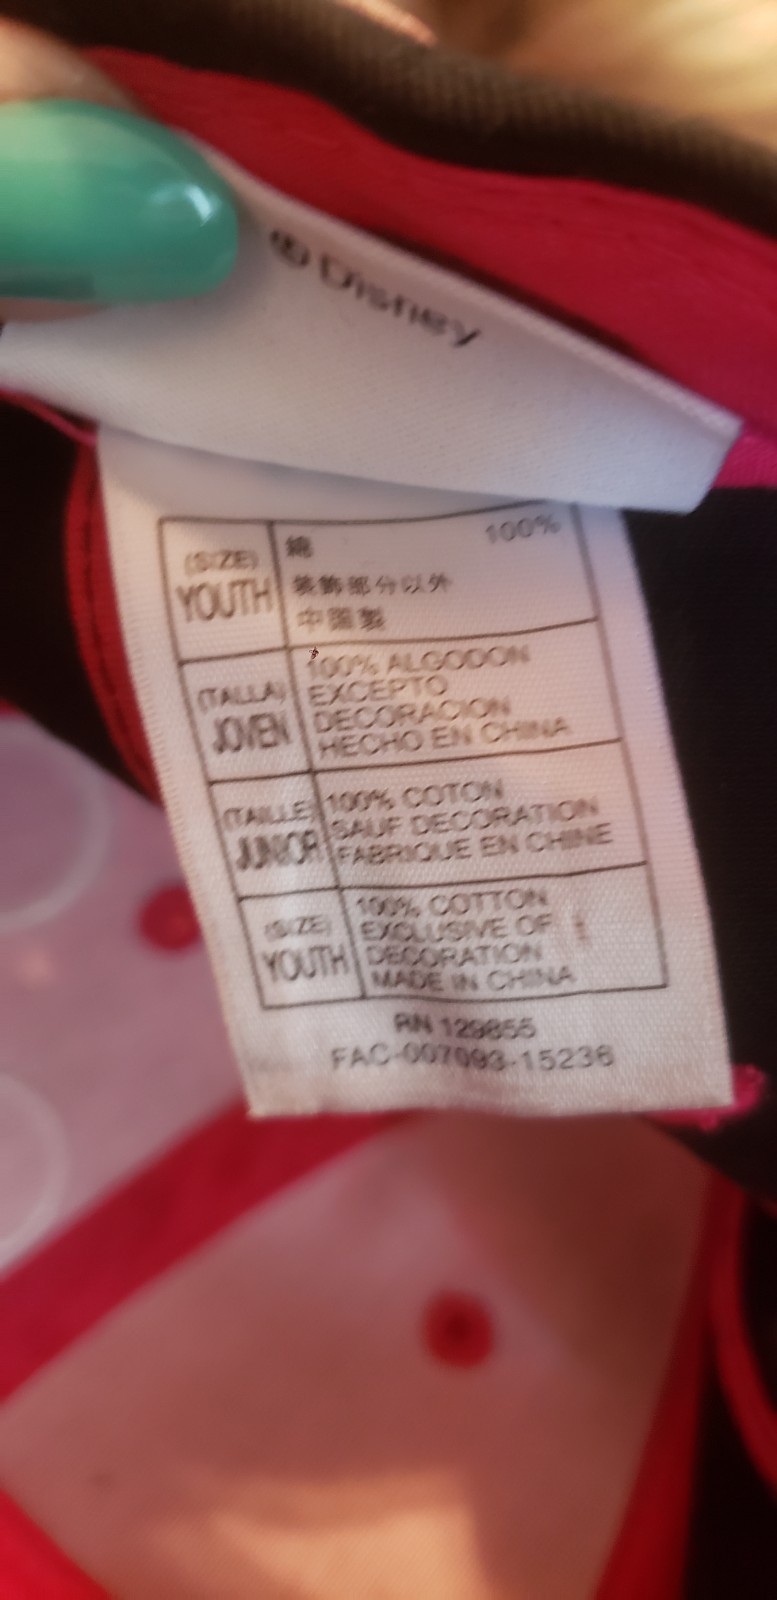 © Disney
(SIZE)
YOUTH
綿 100%
装飾部分以外
中国製
(TALLA)
JOVEN
100% ALGODON
EXCEPTO
DECORACION
HECHO EN CHINA
(TAILLE)
JUNIOR
100% COTON
SAUF DECORATION
FABRIQUE EN CHINE
(SIZE)
YOUTH
100% COTTON
EXCLUSIVE OF
DECORATION
MADE IN CHINA
RN 129855
FAC-007093-15236